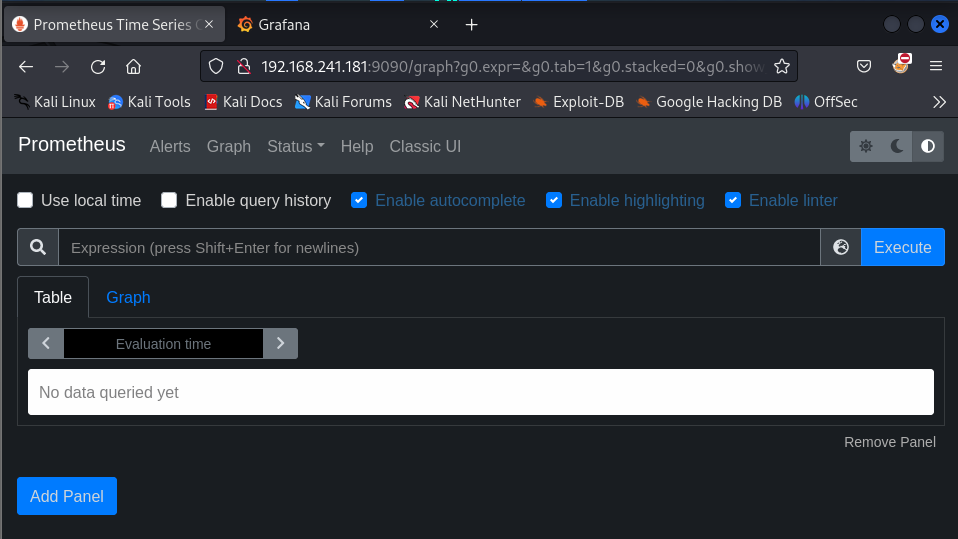 Prometheus Time Series C
Grafana
192.168.241.181:9090/graph?g0.expr=&g0.tab=1&g0.stacked=0&g0.show
Kali Linux Kali Tools Kali Docs Kali Forums Kali NetHunter Exploit-DB Google Hacking DB OffSec
Prometheus Alerts Graph Status Help Classic UI
Use local time Enable query history Enable autocomplete Enable highlighting Enable linter
Expression (press Shift+Enter for newlines) Execute
Table Graph
Evaluation time
No data queried yet
Remove Panel
Add Panel